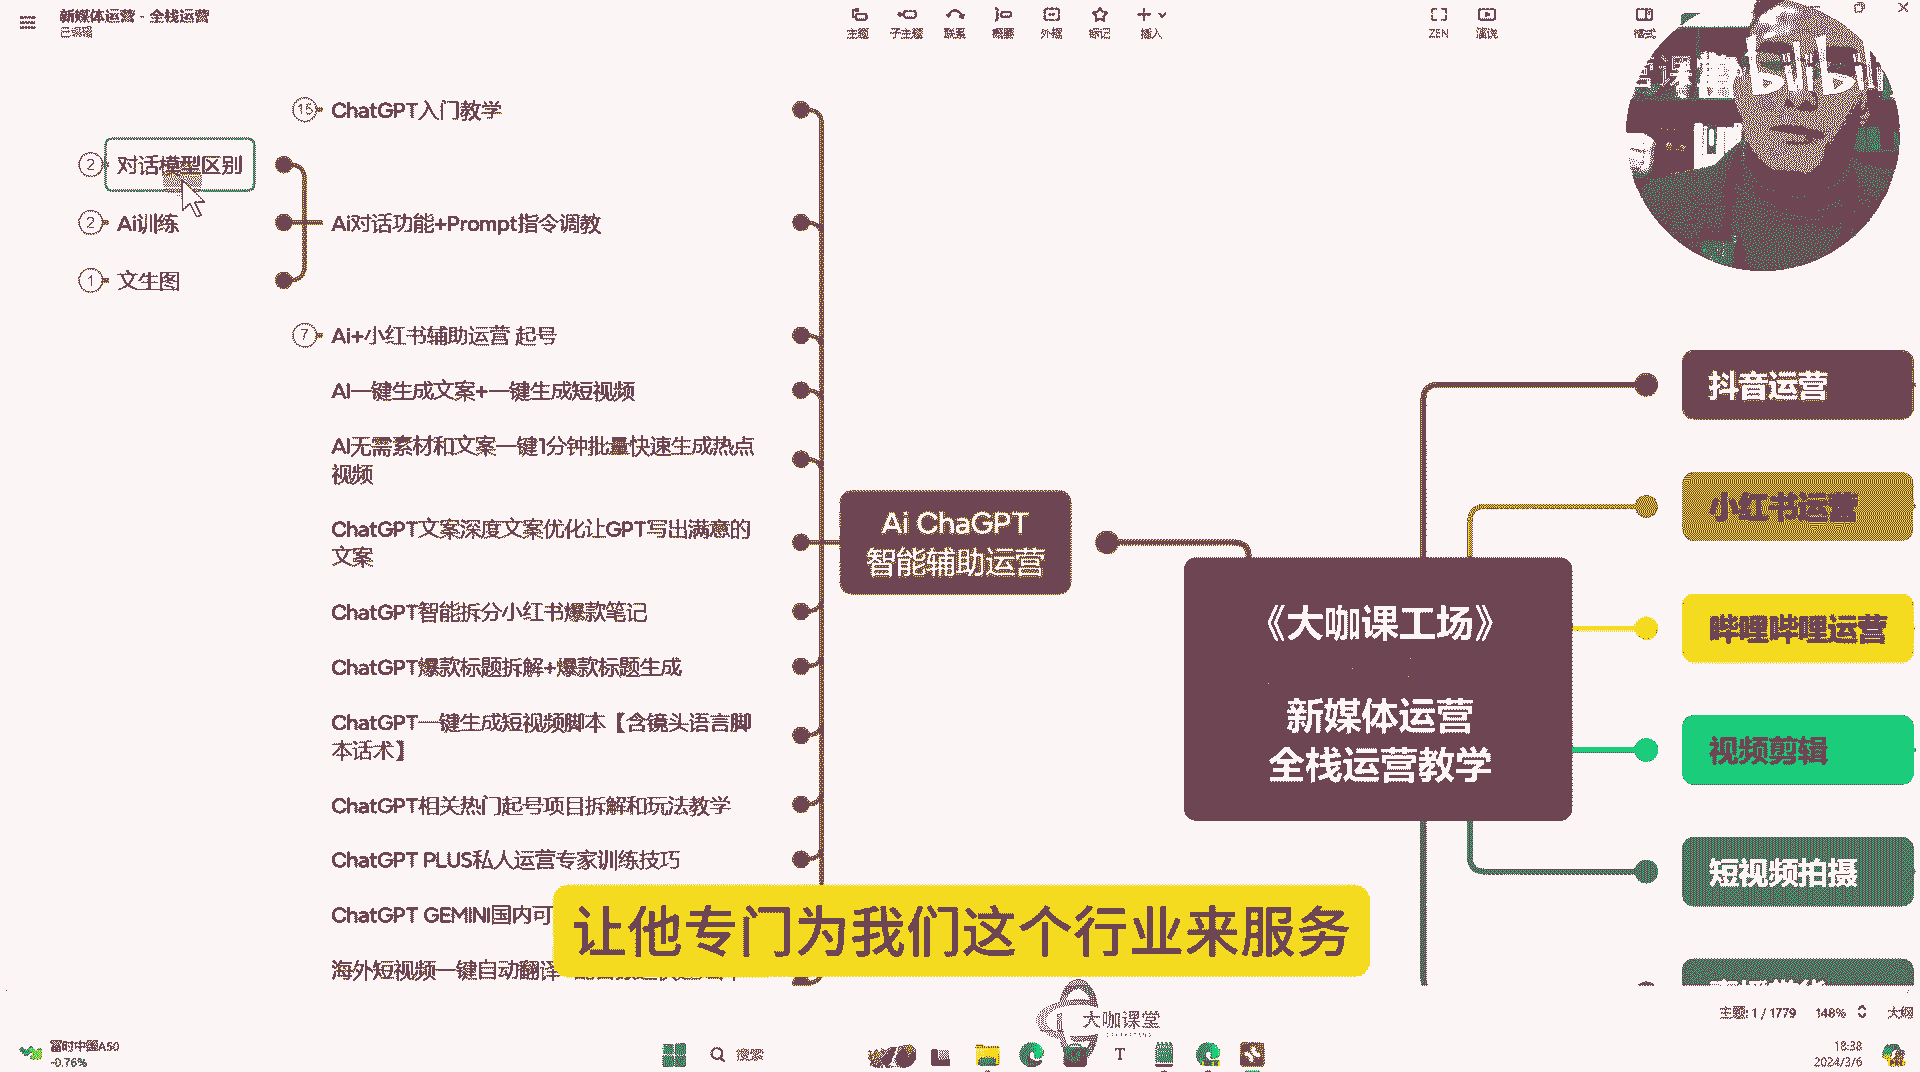 新媒体运营 - 全栈运营
已编辑
主题
子主题
联系
概要
外框
标记
插入
ZEN
演说
格式
bilibili
ChatGPT入门教学
15
对话模型区别
2
Ai训练
2
文生图
1
Ai对话功能+Prompt指令调教
Ai+小红书辅助运营 起号
7
AI一键生成文案+一键生成短视频
AI无需素材和文案一键1分钟批量快速生成热点
视频
ChatGPT文案深度文案优化让GPT写出满意的
文案
ChatGPT智能拆分小红书爆款笔记
ChatGPT爆款标题拆解+爆款标题生成
ChatGPT一键生成短视频脚本【含镜头语言脚
本话术】
ChatGPT相关热门起号项目拆解和玩法教学
ChatGPT PLUS私人运营专家训练技巧
ChatGPT GEMINI国内可
海外短视频一键自动翻译
Ai ChaGPT
智能辅助运营
《大咖课工场》
新媒体运营
全栈运营教学
抖音运营
小红书运营
哔哩哔哩运营
视频剪辑
短视频拍摄
让他专门为我们这个行业来服务
大咖课堂
主题: 1 / 1779
148%
大纲
富时中国A50
-0.76%
搜索
18:38
2024/3/6